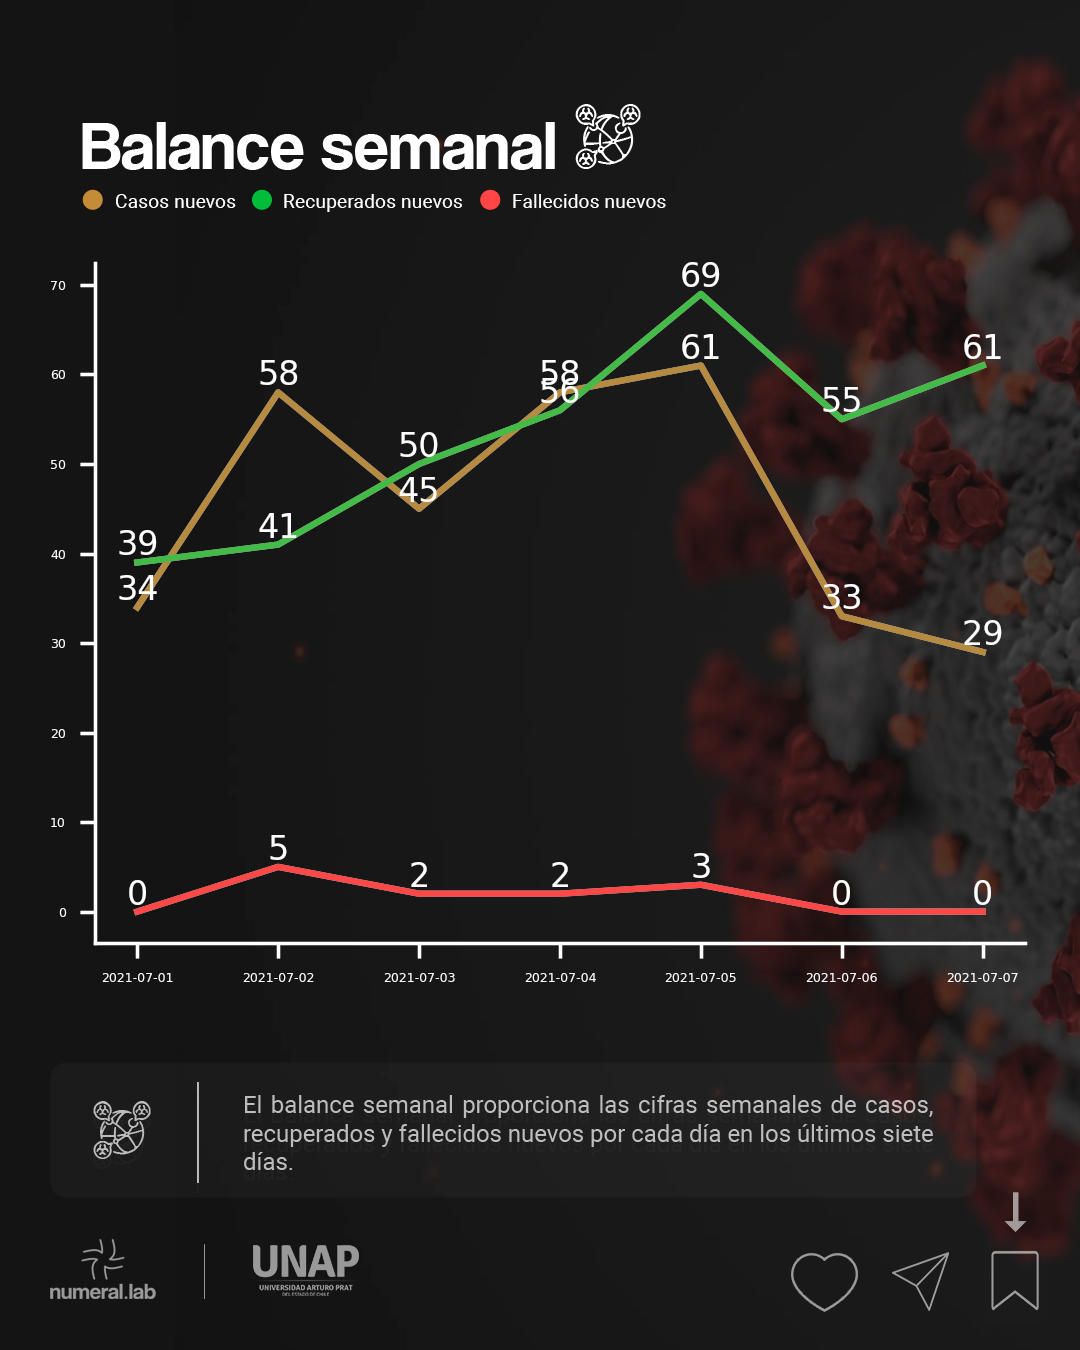 Balance semanal
Casos nuevos Recuperados nuevos Fallecidos nuevos
70
60
50
40
30
20
10
0
39 41 50 56 69 55 61
34 58 45 58 61 33 29
0 5 2 2 3 0 0
2021-07-01 2021-07-02 2021-07-03 2021-07-04 2021-07-05 2021-07-06 2021-07-07
El balance semanal proporciona las cifras semanales de casos,
recuperados y fallecidos nuevos por cada día en los últimos siete
días.
numeral.lab
UNAP
UNIVERSIDAD ARTURO PRAT
DEL ESTADO DE CHILE